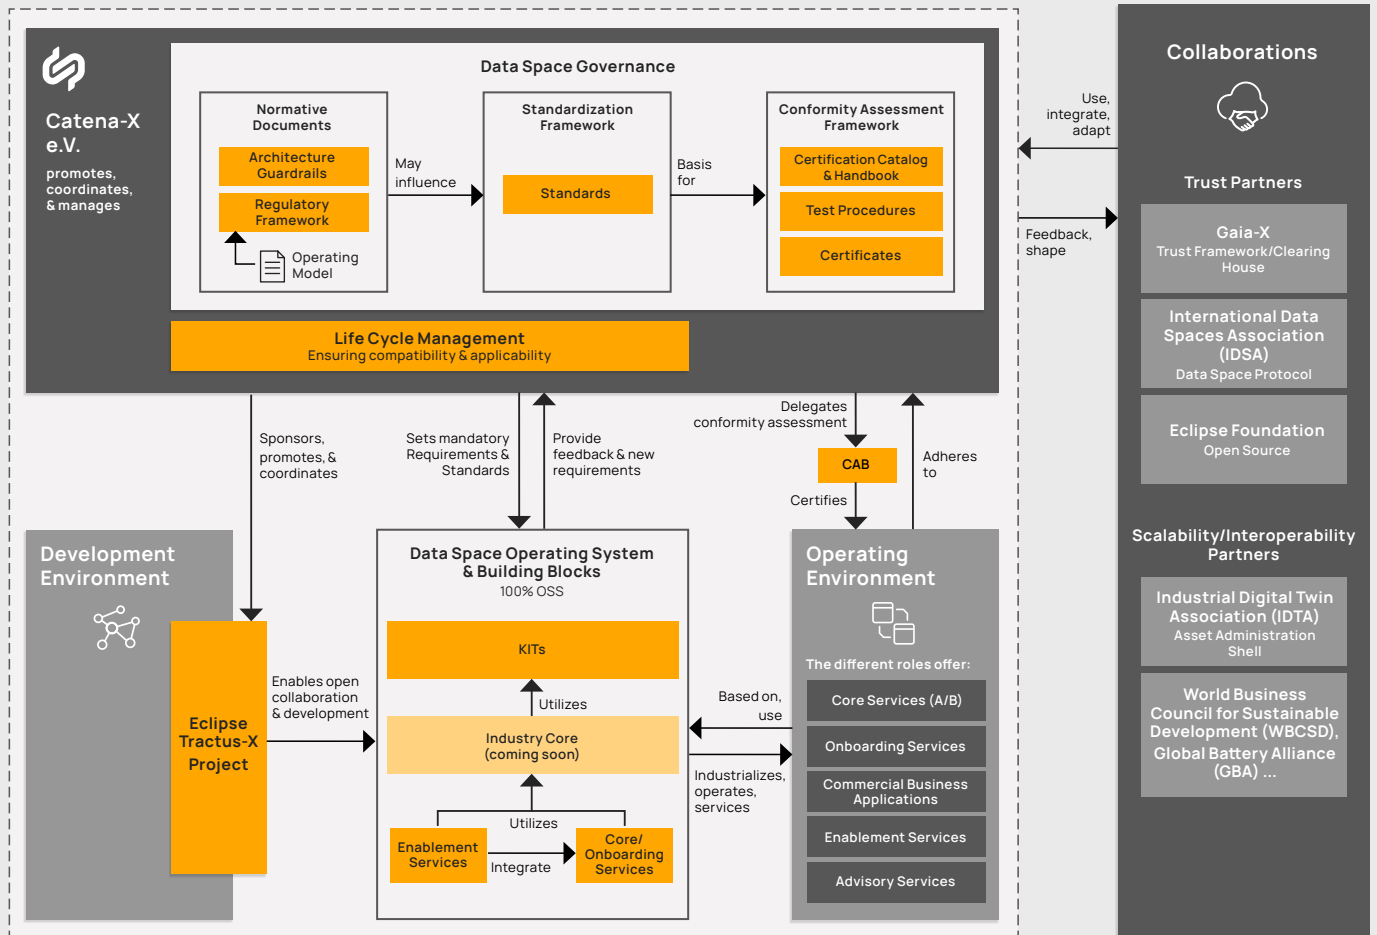 Catena-X
e.V.
promotes,
coordinates,
& manages
Data Space Governance
Normative
Documents
Architecture
Guardrails
Regulatory
Framework
Operating
Model
May
influence
Standardization
Framework
Standards
Basis
for
Conformity Assessment
Framework
Certification Catalog
& Handbook
Test Procedures
Certificates
Life Cycle Management
Ensuring compatibility & applicability
Sponsors,
promotes, &
coordinates
Sets mandatory
Requirements &
Standards
Provide
feedback & new
requirements
Delegates
conformity assessment
CAB
Certifies
Adheres
to
Development
Environment
Eclipse
Tractus-X
Project
Enables open
collaboration
& development
Data Space Operating System
& Building Blocks
100% OSS
KITs
Utilizes
Industry Core
(coming soon)
Utilizes
Enablement
Services
Integrate
Core/
Onboarding
Services
Based on,
use
Industrializes,
operates,
services
Operating
Environment
The different roles offer:
Core Services (A/B)
Onboarding Services
Commercial Business
Applications
Enablement Services
Advisory Services
Use,
integrate,
adapt
Feedback,
shape
Collaborations
Trust Partners
Gaia-X
Trust Framework/Clearing
House
International Data
Spaces Association
(IDSA)
Data Space Protocol
Eclipse Foundation
Open Source
Scalability/Interoperability
Partners
Industrial Digital Twin
Association (IDTA)
Asset Administration
Shell
World Business
Council for Sustainable
Development (WBCSD),
Global Battery Alliance
(GBA) ...